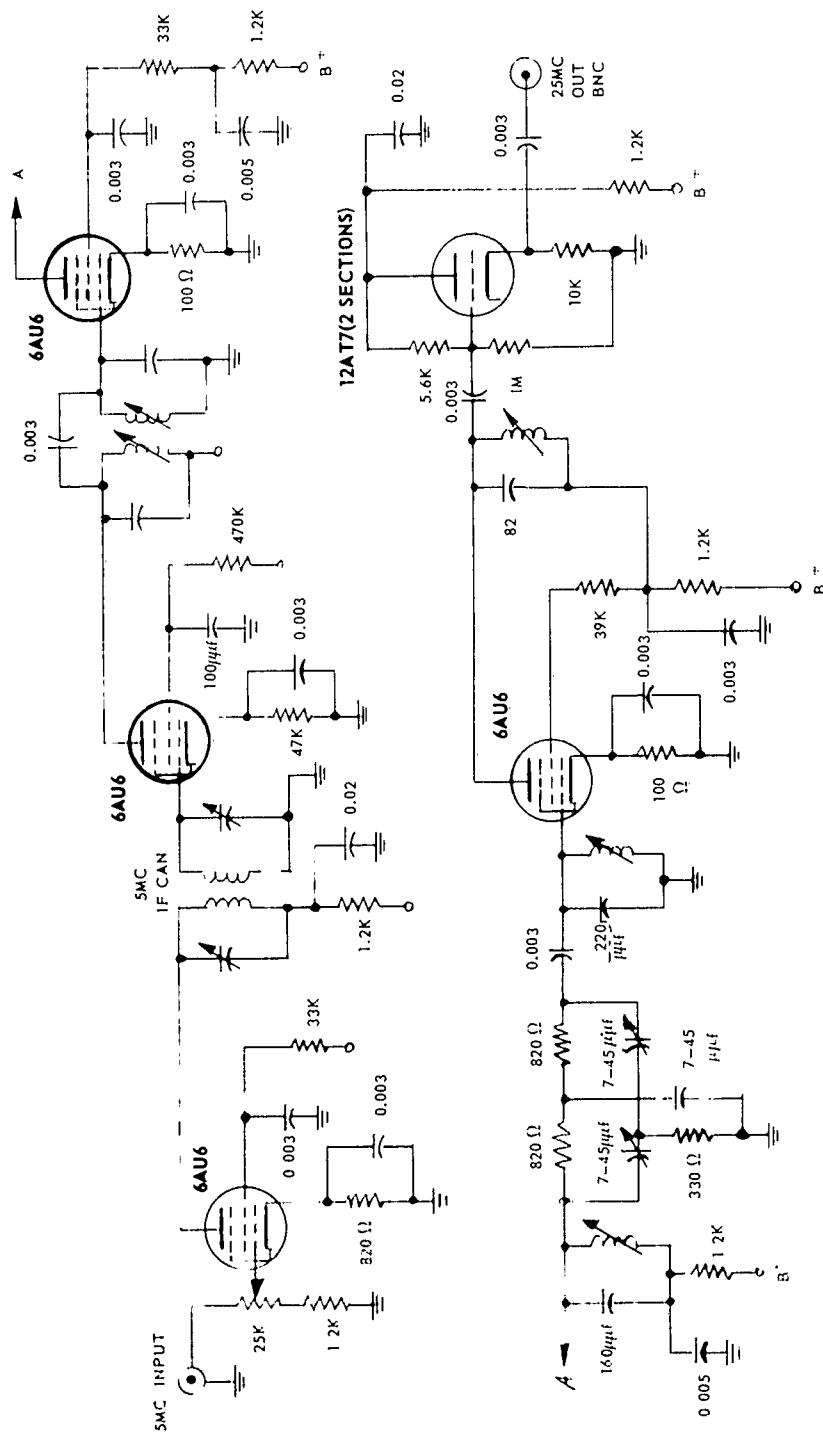 5MC INPUT
25K
1 2K
6AU6
820 Ω
0 003
0.003
33K
5MC
IF CAN
1.2K
0.02
6AU6
47K
0.003
100μμf
470K
0.003
6AU6
100 Ω
0.003
0.003
0.005
A
33K
1.2K
B+
A
160μμf
0 005
1 2K
B
820 Ω
7–45μμf
330 Ω
820 Ω
7–45 μμf
7–45
μμf
0.003
220
μμf
6AU6
100
Ω
0.003
39K
0.003
1.2K
B+
82
0.003
5.6K
1M
12AT7(2 SECTIONS)
10K
0.003
1.2K
B+
0.02
25MC
OUT
BNC